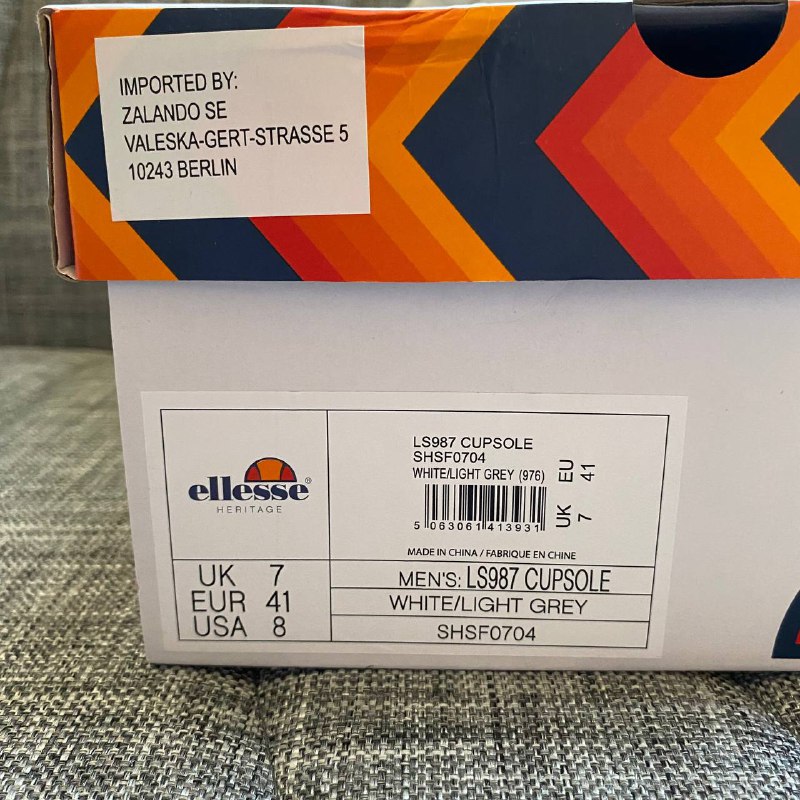 IMPORTED BY:
ZALANDO SE
VALESKA-GERT-STRASSE 5
10243 BERLIN
ellesse®
HERITAGE
LS987 CUPSOLE
SHSF0704
WHITE/LIGHT GREY (976)
5 063061 413931
UK 7
EU 41
MADE IN CHINA / FABRIQUE EN CHINE
UK 7
EUR 41
USA 8
MEN'S: LS987 CUPSOLE
WHITE/LIGHT GREY
SHSF0704